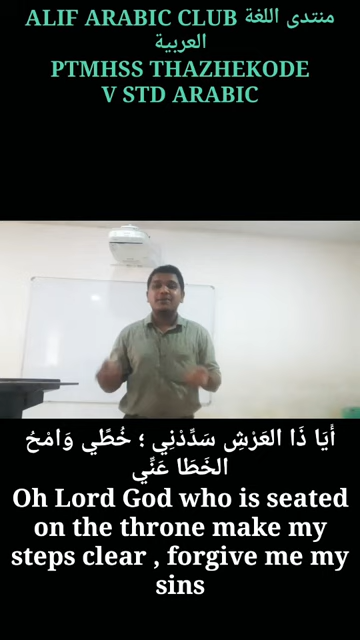 ALIF ARABIC CLUB منتدى اللغة
العربية
PTMHSS THAZHEKODE
V STD ARABIC
أَيَا ذَا العَرْشِ سَدِّدْنِي ؛ خُطِّي وَامْحُ
الخَطَا عَنِّي
Oh Lord God who is seated
on the throne make my
steps clear , forgive me my
sins